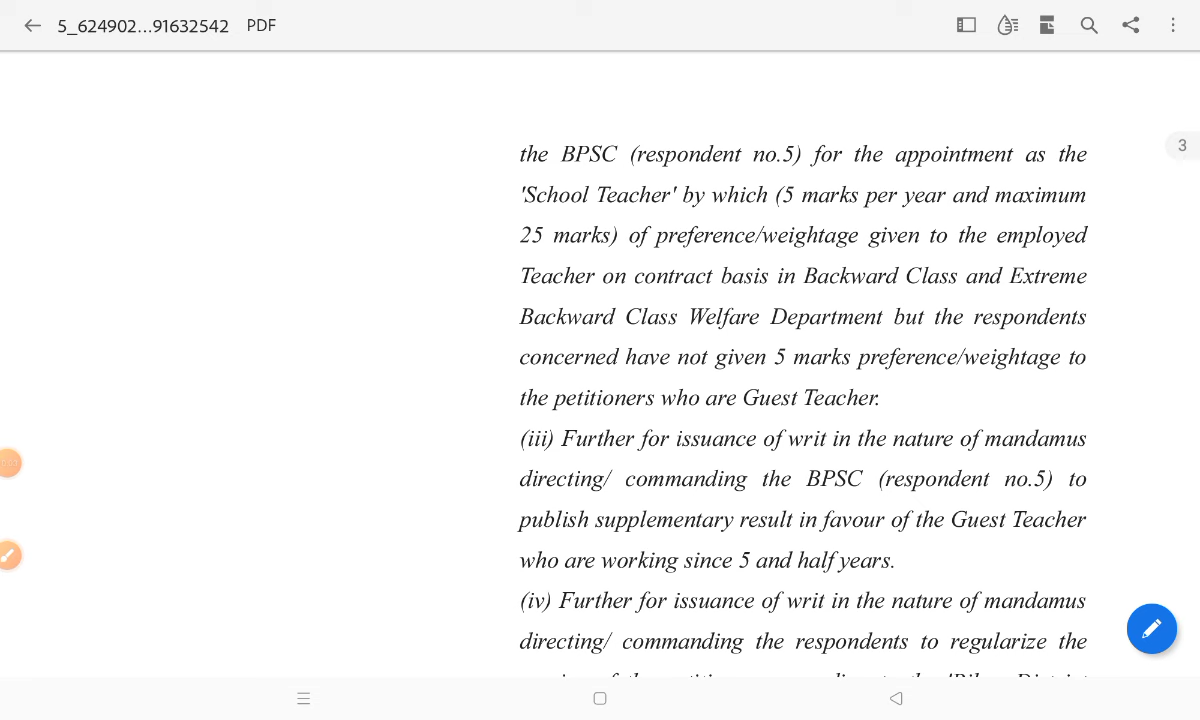 5_624902...91632542 PDF
3
the BPSC (respondent no.5) for the appointment as the
'School Teacher' by which (5 marks per year and maximum
25 marks) of preference/weightage given to the employed
Teacher on contract basis in Backward Class and Extreme
Backward Class Welfare Department but the respondents
concerned have not given 5 marks preference/weightage to
the petitioners who are Guest Teacher.
(iii) Further for issuance of writ in the nature of mandamus
directing/ commanding the BPSC (respondent no.5) to
publish supplementary result in favour of the Guest Teacher
who are working since 5 and half years.
(iv) Further for issuance of writ in the nature of mandamus
directing/ commanding the respondents to regularize the